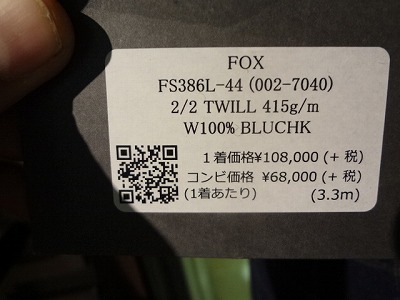 FOX
FS386L-44 (002-7040)
2/2 TWILL 415g/m
W100% BLUCHK
1着価格¥108,000 (+ 税)
コンビ価格 ¥68,000 (+ 税)
(1着あたり) (3.3m)